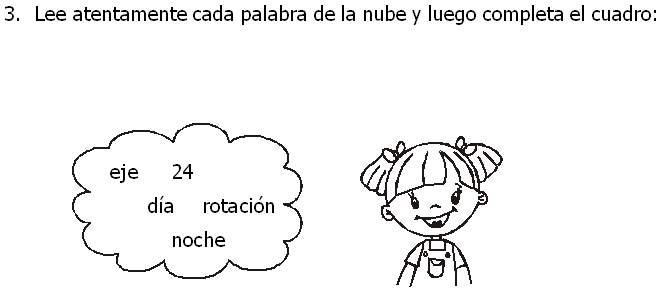 3. Lee atentamente cada palabra de la nube y luego completa el cuadro:
eje 24
día rotación
noche